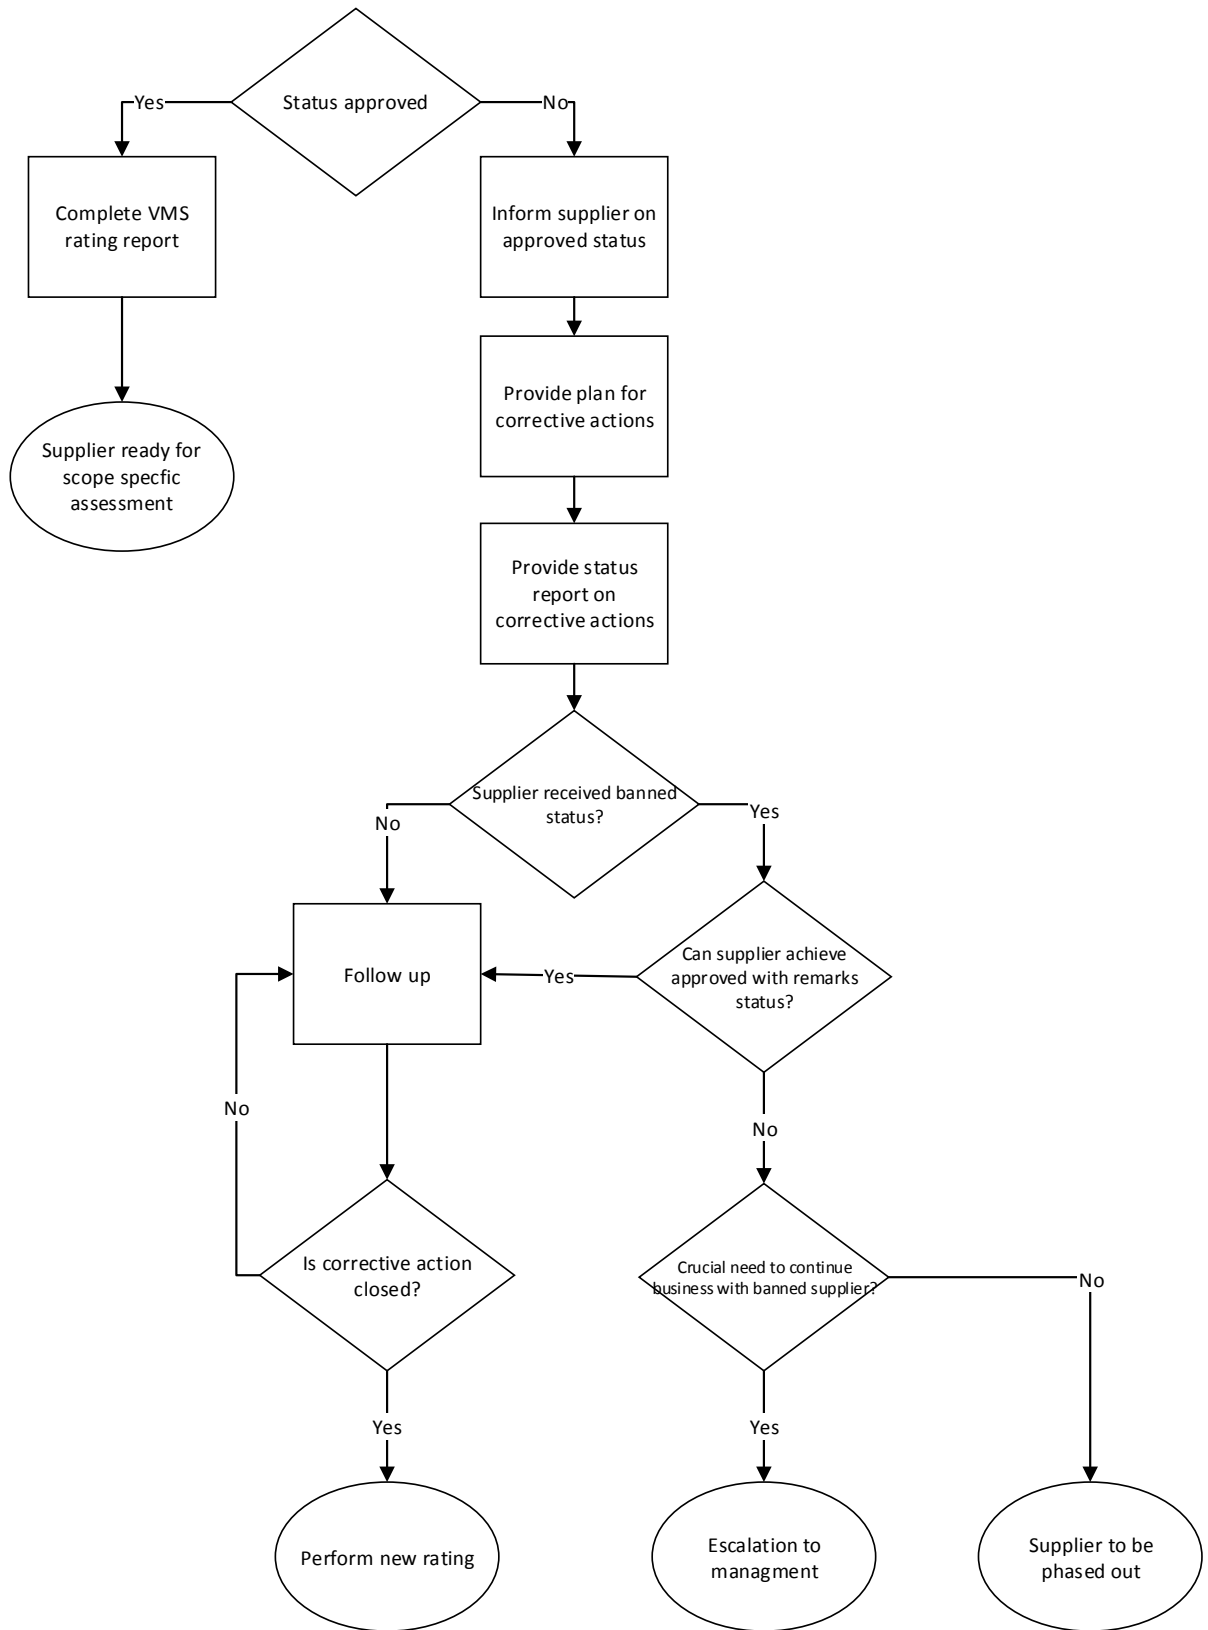 Status approved
Yes
No
Complete VMS
rating report
Inform supplier on
approved status
Provide plan for
corrective actions
Supplier ready for
scope specfic
assessment
Provide status
report on
corrective actions
Supplier received banned
status?
No
Yes
Can supplier achieve
approved with remarks
status?
Yes
Follow up
No
No
Is corrective action
closed?
Crucial need to continue
business with banned supplier?
No
Yes
Yes
Perform new rating
Escalation to
managment
Supplier to be
phased out